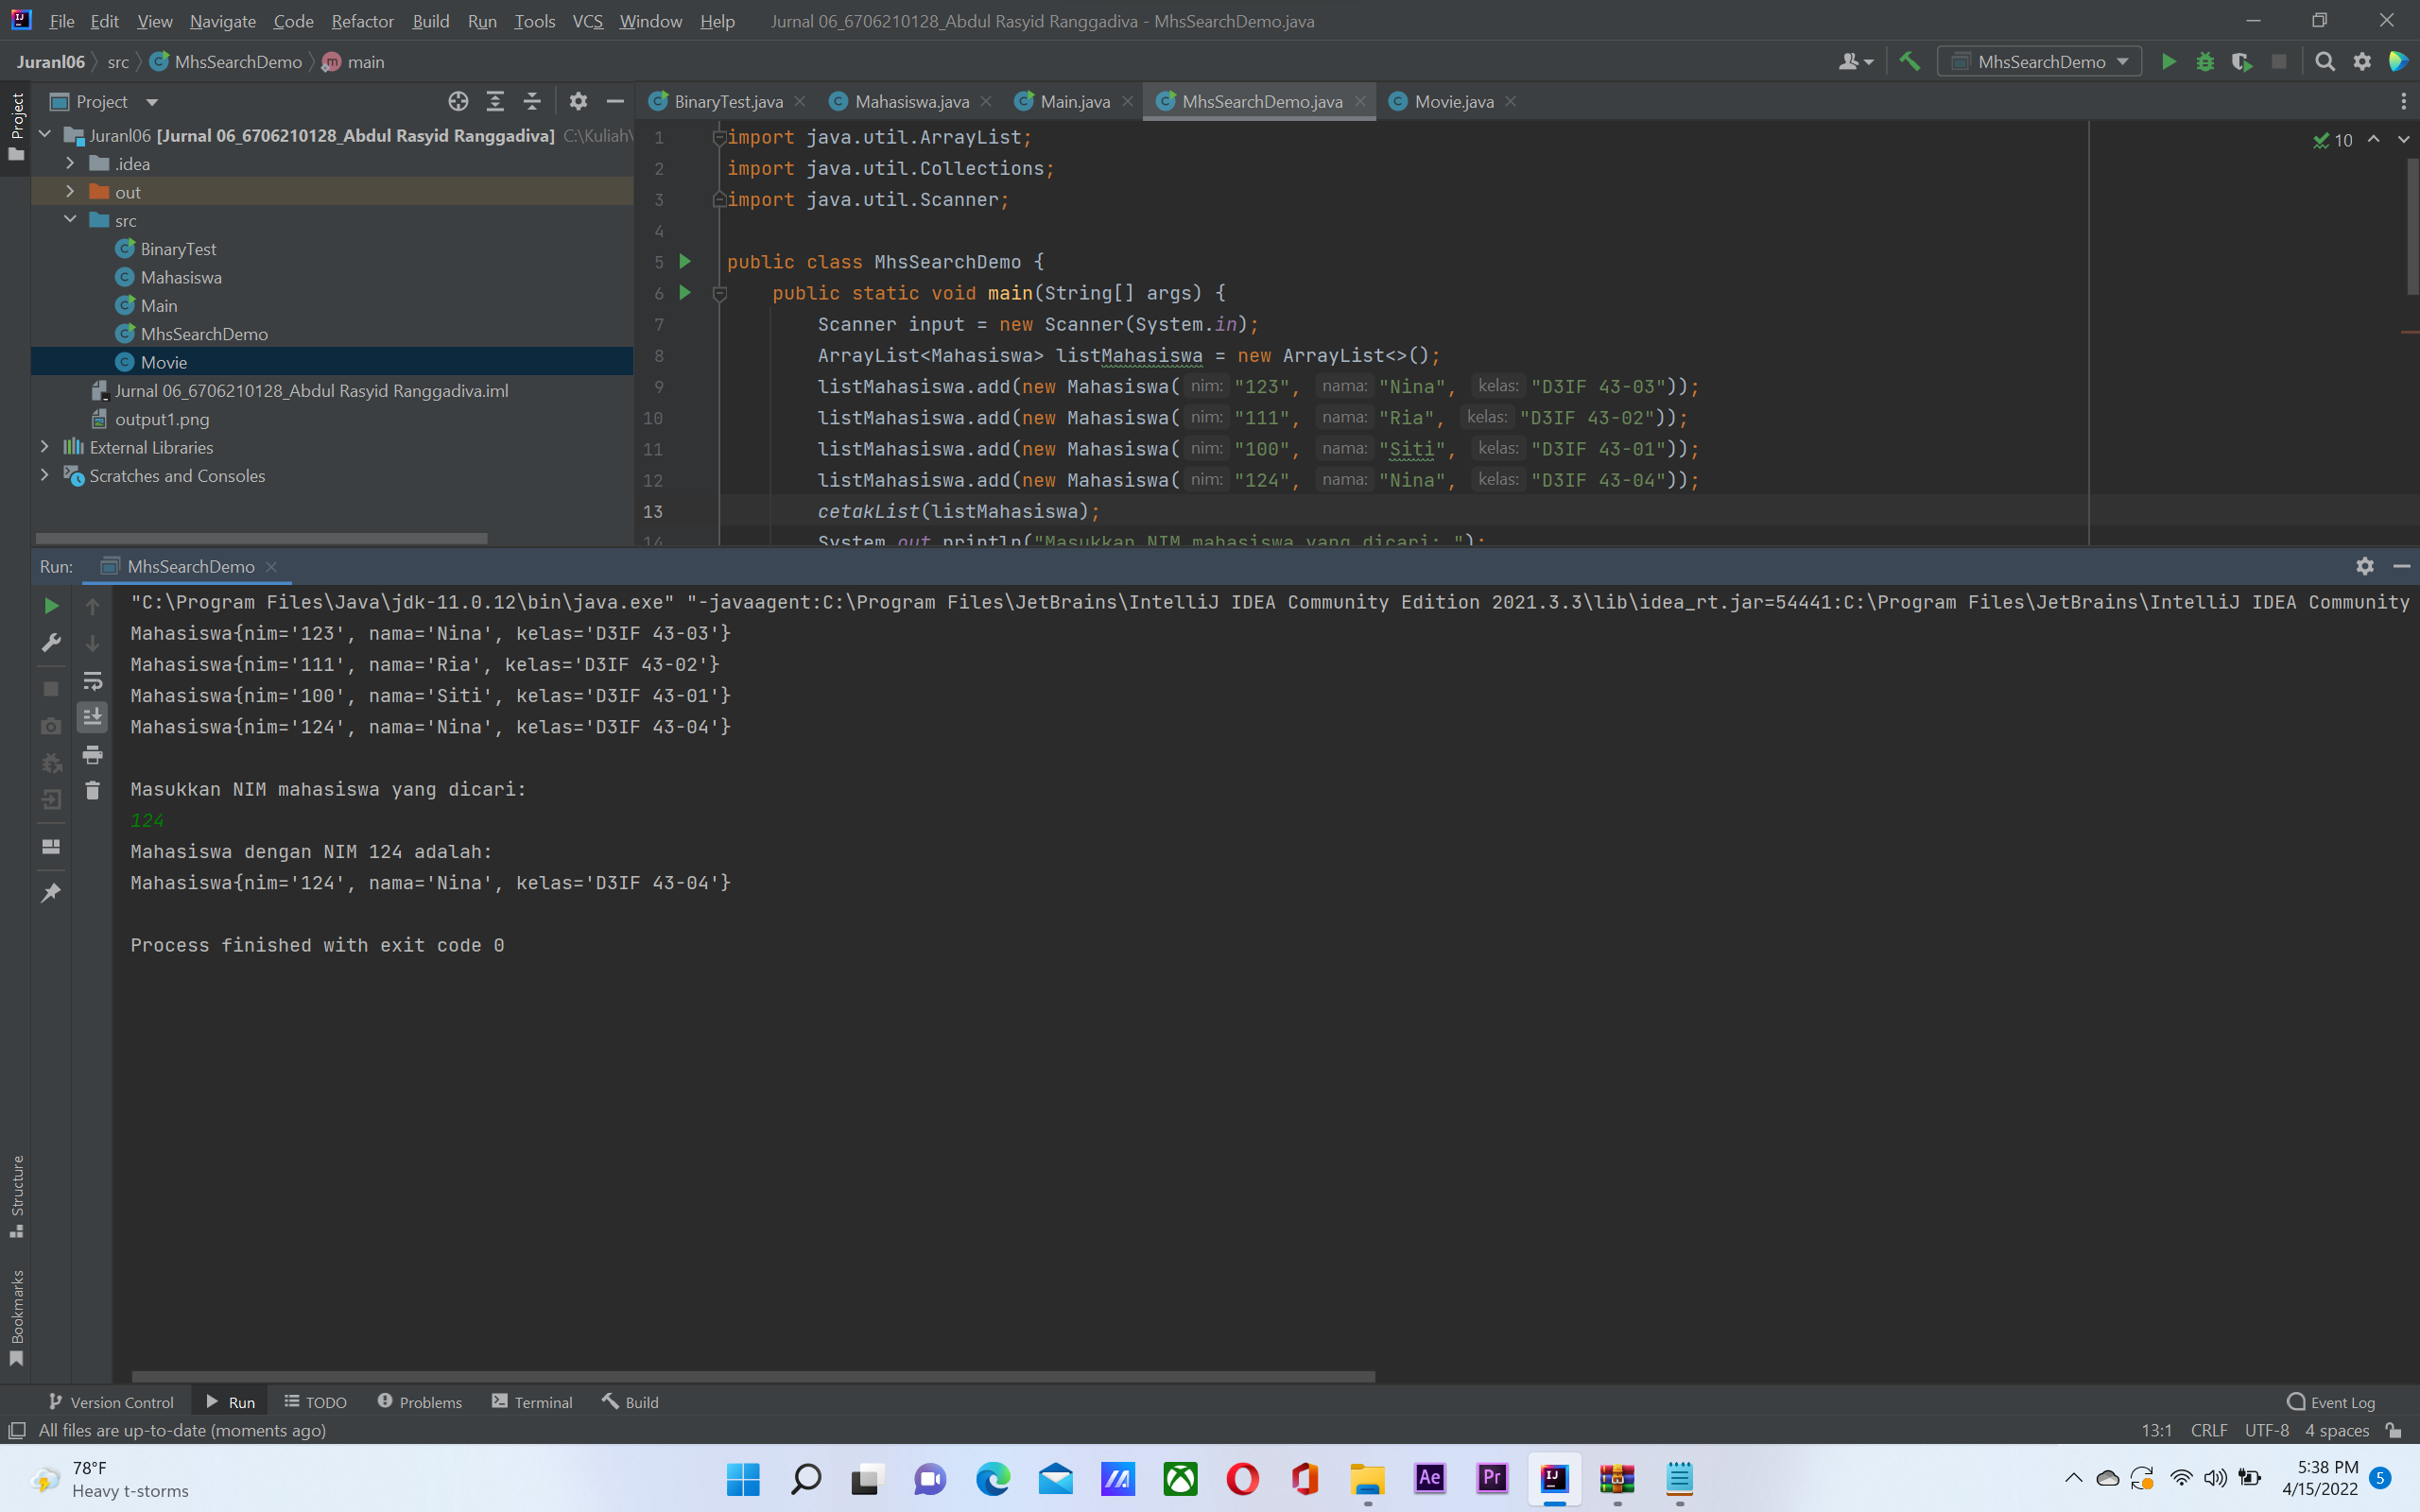 File Edit View Navigate Code Refactor Build Run Tools VCS Window Help Jurnal 06_6706210128_Abdul Rasyid Ranggadiva - MhsSearchDemo.java
Juranl06 src MhsSearchDemo main MhsSearchDemo
Project
Project
BinaryTest.java Mahasiswa.java Main.java MhsSearchDemo.java Movie.java
Juranl06 [Jurnal 06_6706210128_Abdul Rasyid Ranggadiva] C:\Kuliah\
.idea
out
src
BinaryTest
Mahasiswa
Main
MhsSearchDemo
Movie
Jurnal 06_6706210128_Abdul Rasyid Ranggadiva.iml
output1.png
External Libraries
Scratches and Consoles
10
1 import java.util.ArrayList;
2 import java.util.Collections;
3 import java.util.Scanner;
4
5 public class MhsSearchDemo {
6 public static void main(String[] args) {
7 Scanner input = new Scanner(System.in);
8 ArrayList<Mahasiswa> listMahasiswa = new ArrayList<>();
9 listMahasiswa.add(new Mahasiswa( nim: "123", nama: "Nina", kelas: "D3IF 43-03"));
10 listMahasiswa.add(new Mahasiswa( nim: "111", nama: "Ria", kelas: "D3IF 43-02"));
11 listMahasiswa.add(new Mahasiswa( nim: "100", nama: "Siti", kelas: "D3IF 43-01"));
12 listMahasiswa.add(new Mahasiswa( nim: "124", nama: "Nina", kelas: "D3IF 43-04"));
13 cetakList(listMahasiswa);
14 System.out.println("Masukkan NIM mahasiswa yang dicari: ");
Run: MhsSearchDemo
"C:\Program Files\Java\jdk-11.0.12\bin\java.exe" "-javaagent:C:\Program Files\JetBrains\IntelliJ IDEA Community Edition 2021.3.3\lib\idea_rt.jar=54441:C:\Program Files\JetBrains\IntelliJ IDEA Community
Mahasiswa{nim='123', nama='Nina', kelas='D3IF 43-03'}
Mahasiswa{nim='111', nama='Ria', kelas='D3IF 43-02'}
Mahasiswa{nim='100', nama='Siti', kelas='D3IF 43-01'}
Mahasiswa{nim='124', nama='Nina', kelas='D3IF 43-04'}
Masukkan NIM mahasiswa yang dicari:
124
Mahasiswa dengan NIM 124 adalah:
Mahasiswa{nim='124', nama='Nina', kelas='D3IF 43-04'}
Process finished with exit code 0
Structure
Bookmarks
Version Control Run TODO Problems Terminal Build Event Log
All files are up-to-date (moments ago) 13:1 CRLF UTF-8 4 spaces
78°F
Heavy t-storms
Ae Pr IJ
5:38 PM
4/15/2022
5